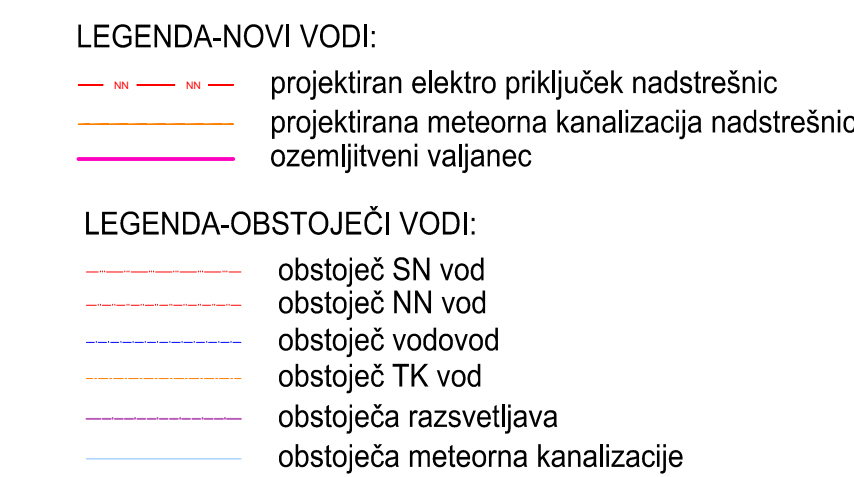 LEGENDA-NOVI VODI:
NN NN projektiran elektro priključek nadstrešnic
projektirana meteorna kanalizacija nadstrešnic
ozemljitveni valjanec
LEGENDA-OBSTOJEČI VODI:
obstoječ SN vod
obstoječ NN vod
obstoječ vodovod
obstoječ TK vod
obstoječa razsvetljava
obstoječa meteorna kanalizacije